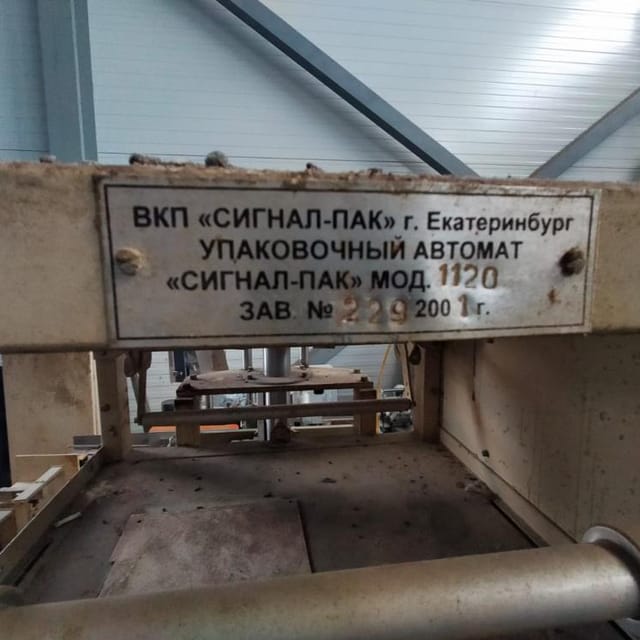 ВКП «СИГНАЛ-ПАК» г. Екатеринбург
УПАКОВОЧНЫЙ АВТОМАТ
«СИГНАЛ-ПАК» МОД. 1120
ЗАВ. № 229 2001 г.